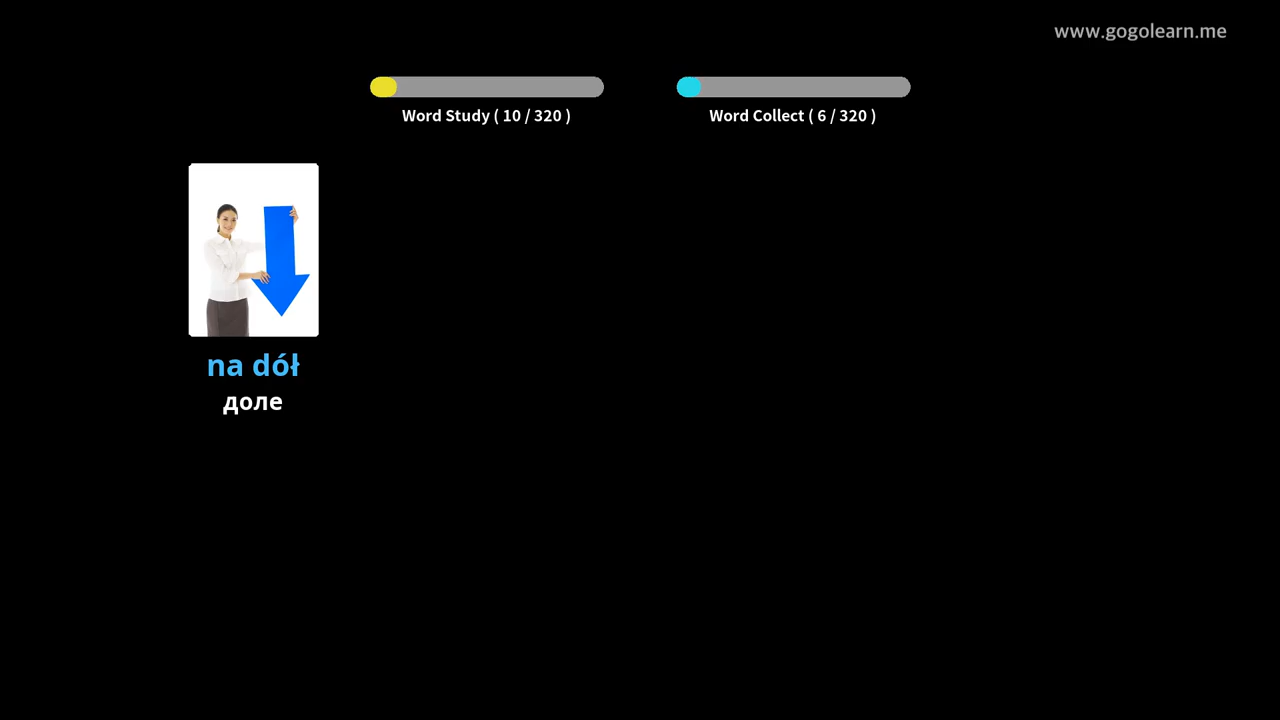 www.gogolearn.me
Word Study ( 10 / 320 )
Word Collect ( 6 / 320 )
na dół
доле